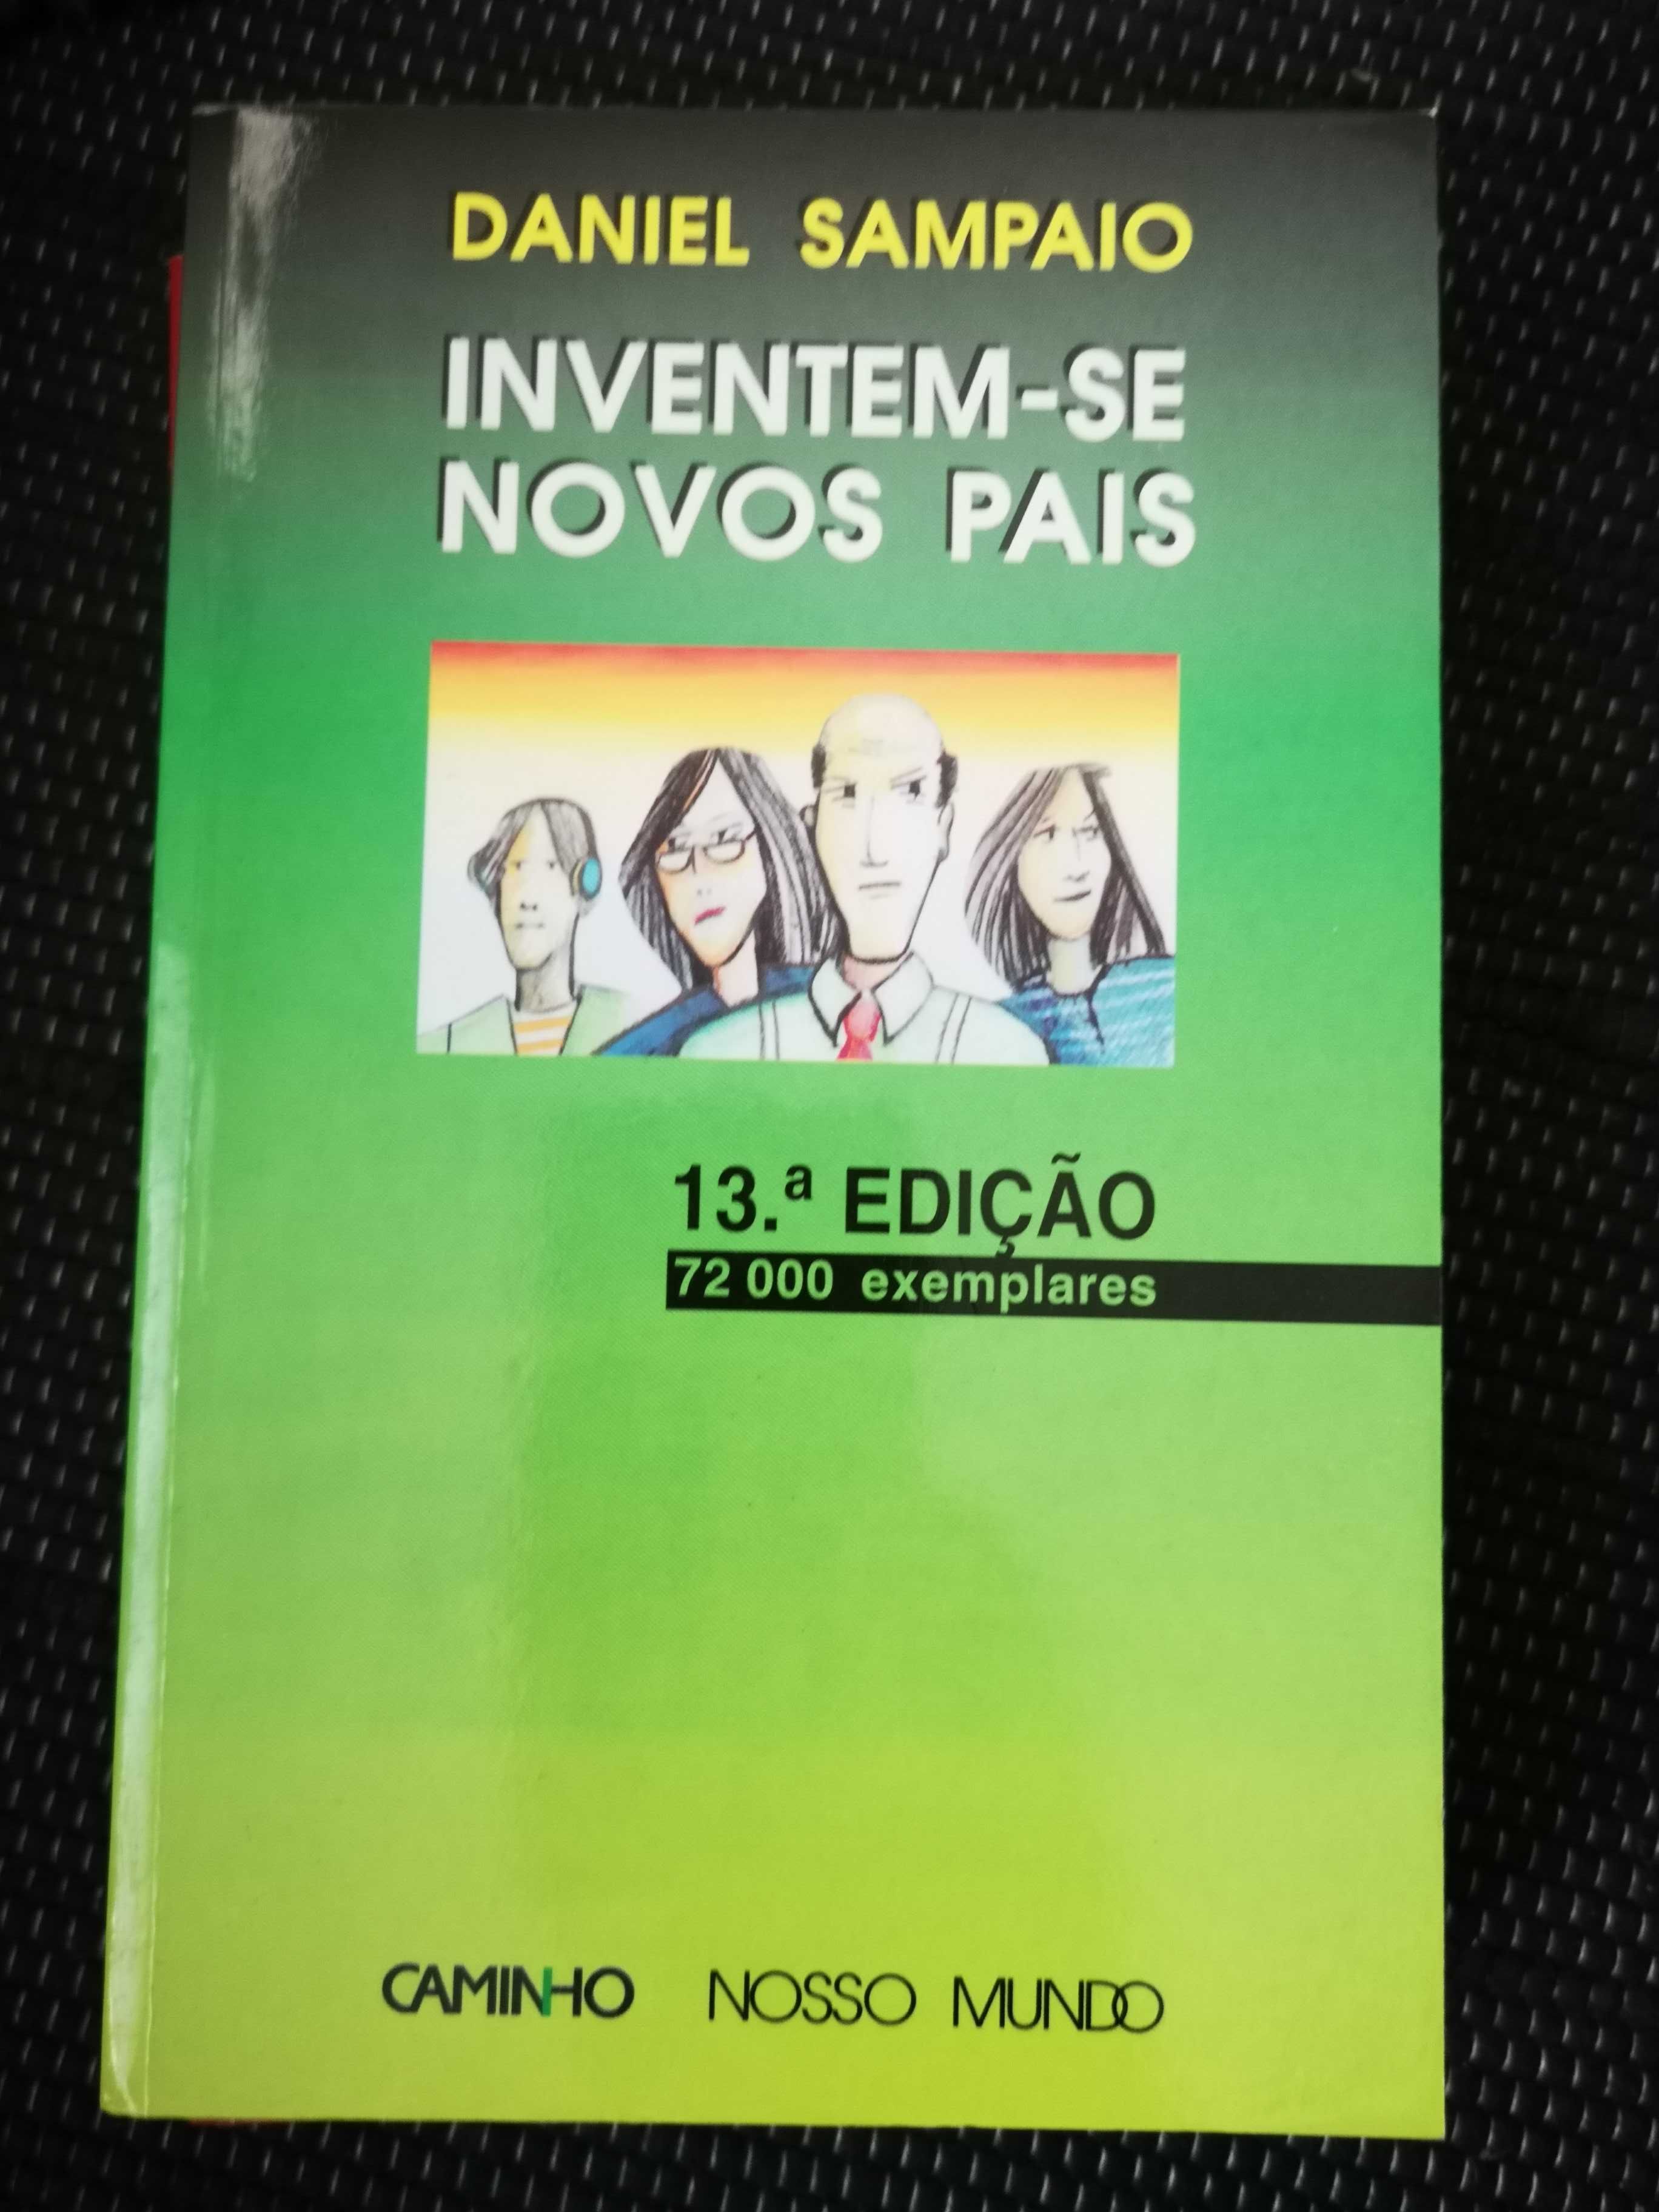 DANIEL SAMPAIO
INVENTEM-SE
NOVOS PAIS
13.ª EDIÇÃO
72 000 exemplares
CAMINHO NOSSO MUNDO